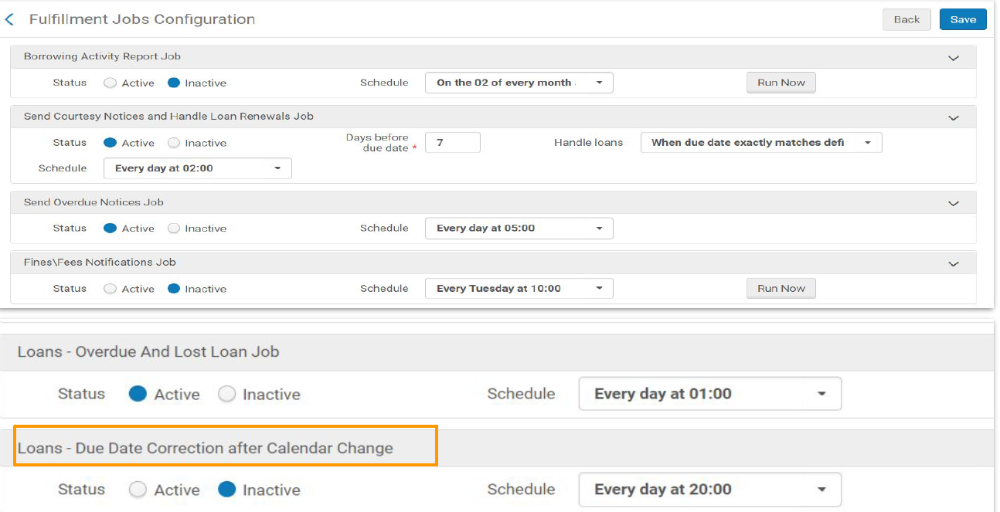 Fulfillment Jobs Configuration Back Save
Borrowing Activity Report Job
Status Active Inactive Schedule On the 02 of every month Run Now
Send Courtesy Notices and Handle Loan Renewals Job
Status Active Inactive Days before due date * 7 Handle loans When due date exactly matches defi
Schedule Every day at 02:00
Send Overdue Notices Job
Status Active Inactive Schedule Every day at 05:00
Fines\Fees Notifications Job
Status Active Inactive Schedule Every Tuesday at 10:00 Run Now
Loans - Overdue And Lost Loan Job
Status Active Inactive Schedule Every day at 01:00
Loans - Due Date Correction after Calendar Change
Status Active Inactive Schedule Every day at 20:00